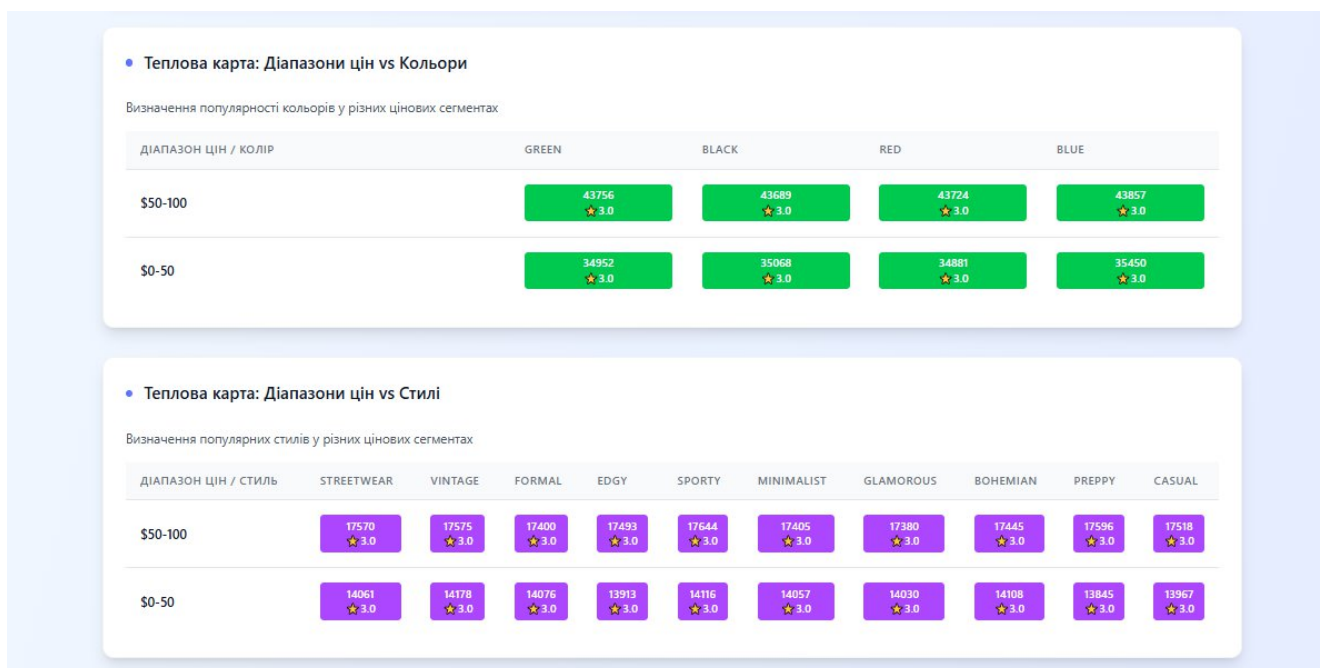 Теплова карта: Діапазони цін vs Кольори
Визначення популярності кольорів у різних цінових сегментах
ДІАПАЗОН ЦІН / КОЛІР GREEN BLACK RED BLUE
$50-100 43756 43689 43724 43857
⭐ 3.0 ⭐ 3.0 ⭐ 3.0 ⭐ 3.0
$0-50 34952 35068 34881 35450
⭐ 3.0 ⭐ 3.0 ⭐ 3.0 ⭐ 3.0
Теплова карта: Діапазони цін vs Стилі
Визначення популярних стилів у різних цінових сегментах
ДІАПАЗОН ЦІН / СТИЛЬ STREETWEAR VINTAGE FORMAL EDGY SPORTY MINIMALIST GLAMOROUS BOHEMIAN PREPPY CASUAL
$50-100 17570 17575 17400 17493 17644 17405 17380 17445 17596 17518
⭐ 3.0 ⭐ 3.0 ⭐ 3.0 ⭐ 3.0 ⭐ 3.0 ⭐ 3.0 ⭐ 3.0 ⭐ 3.0 ⭐ 3.0 ⭐ 3.0
$0-50 14061 14178 14076 13913 14116 14057 14030 14108 13845 13967
⭐ 3.0 ⭐ 3.0 ⭐ 3.0 ⭐ 3.0 ⭐ 3.0 ⭐ 3.0 ⭐ 3.0 ⭐ 3.0 ⭐ 3.0 ⭐ 3.0